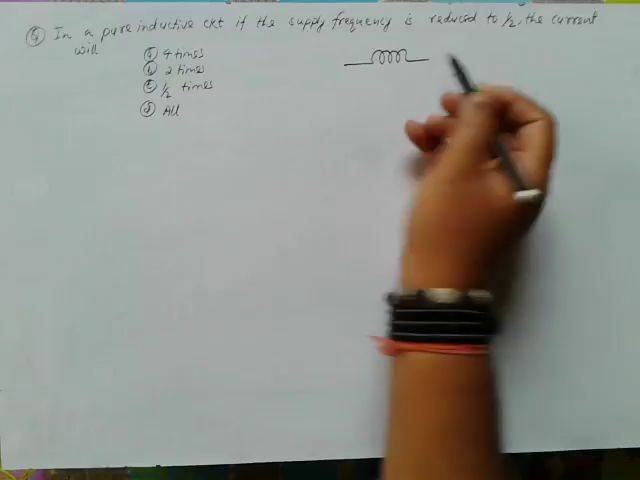 Q In a pure inductive ckt if the supply frequency is reduced to 1/2, the current
will
a 4 times
b 2 times
c 1/2 times
d All